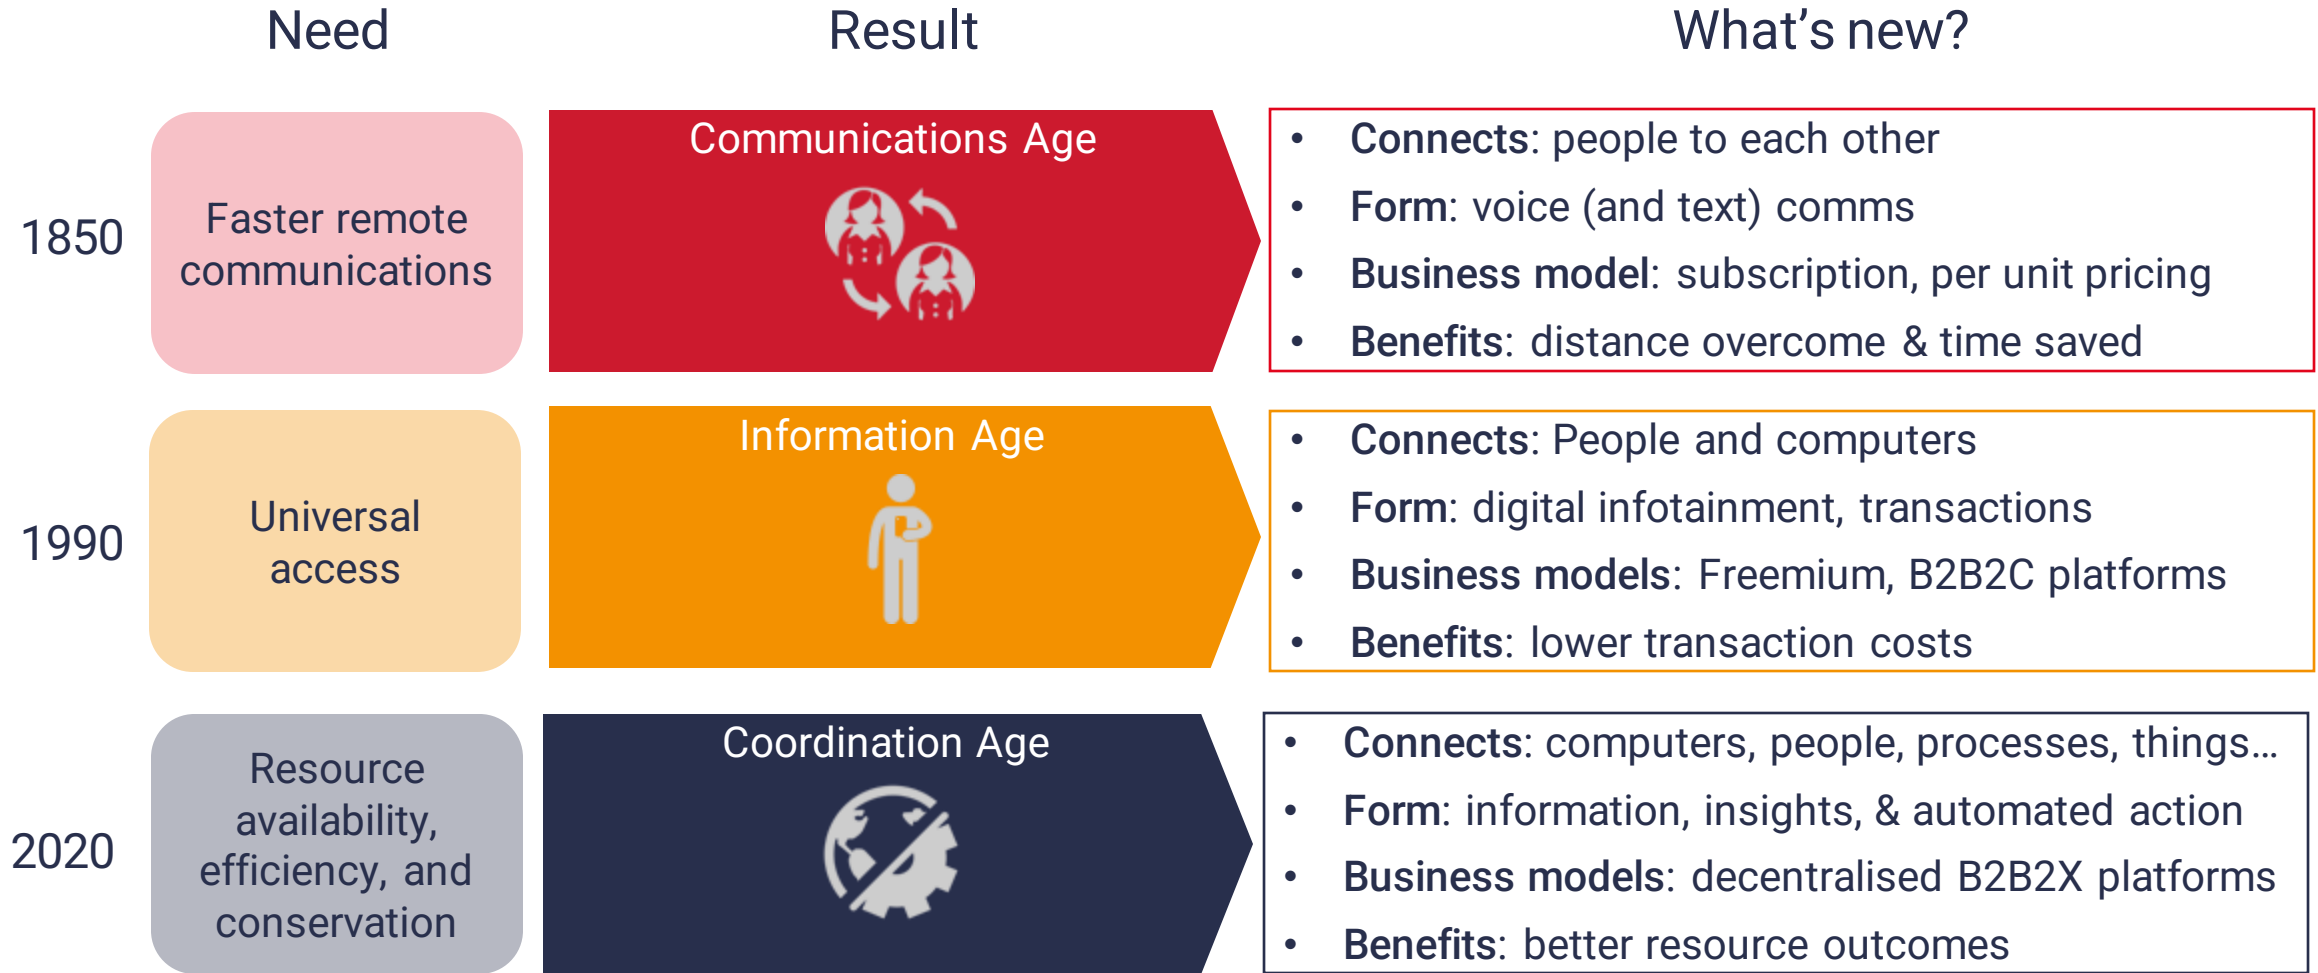 Need
Result
What's new?
1850
Faster remote
communications
Communications Age
• Connects: people to each other
• Form: voice (and text) comms
• Business model: subscription, per unit pricing
• Benefits: distance overcome & time saved
1990
Universal
access
Information Age
• Connects: People and computers
• Form: digital infotainment, transactions
• Business models: Freemium, B2B2C platforms
• Benefits: lower transaction costs
2020
Resource
availability,
efficiency, and
conservation
Coordination Age
• Connects: computers, people, processes, things…
• Form: information, insights, & automated action
• Business models: decentralised B2B2X platforms
• Benefits: better resource outcomes